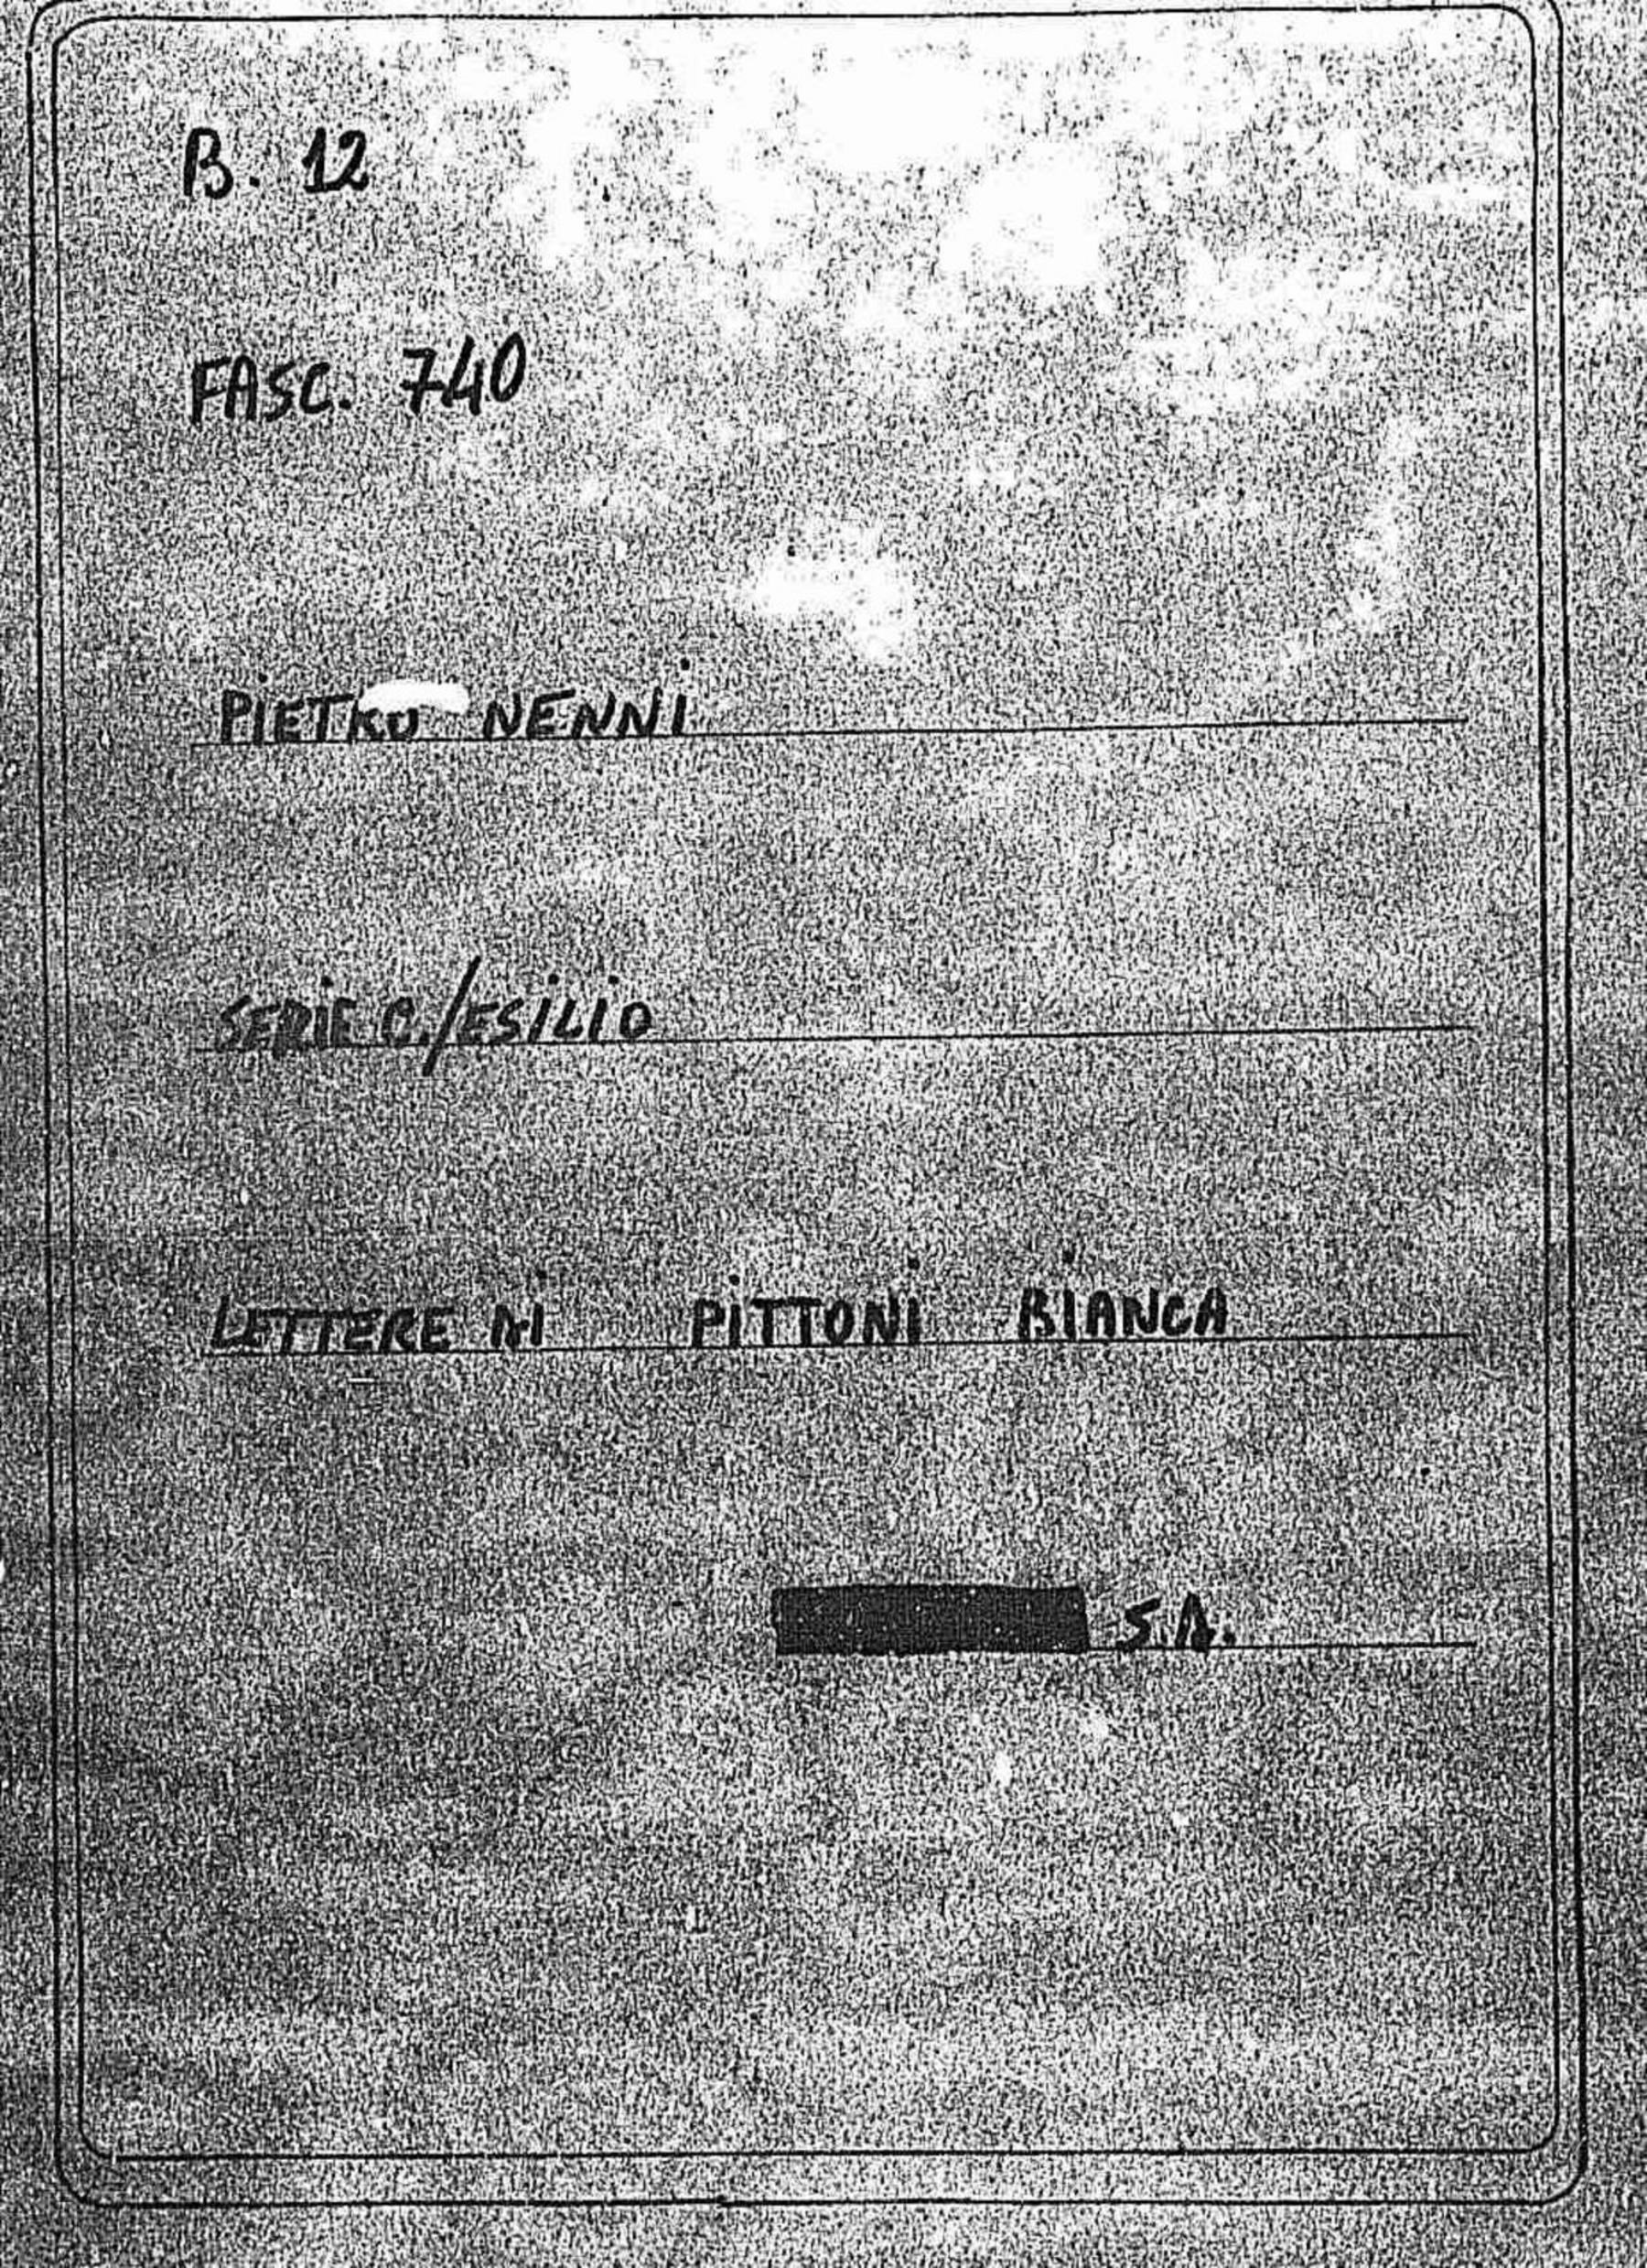 B. 12
FASC. 740
PIETRO NENNI
SERIE C./ESILIO
LETTERE DI PITTONI BIANCA
S.D.